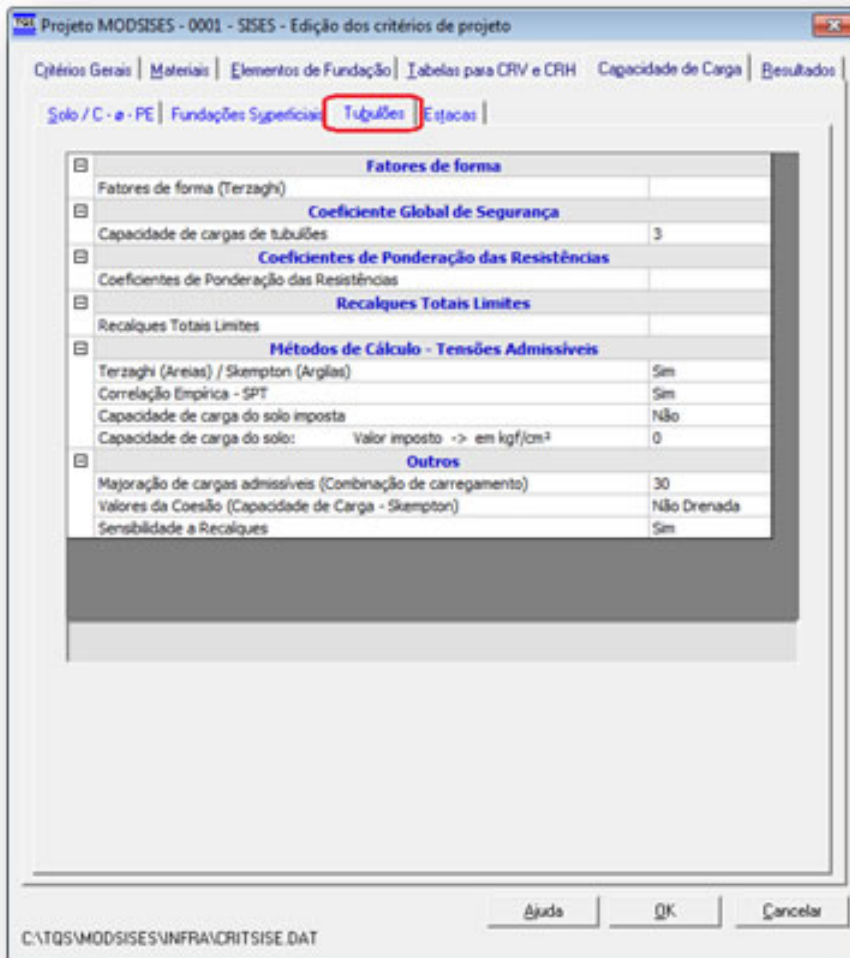 TQS Projeto MODSISES - 0001 - SISES - Edição dos critérios de projeto
Critérios Gerais | Materiais | Elementos de Fundação | Tabelas para CRV e CRH Capacidade de Carga | Resultados
Solo / C - ø - PE | Fundações Superficiais Tubulões Estacas
Fatores de forma
Fatores de forma (Terzaghi)
Coeficiente Global de Segurança
Capacidade de cargas de tubulões 3
Coeficientes de Ponderação das Resistências
Coeficientes de Ponderação das Resistências
Recalques Totais Limites
Recalques Totais Limites
Métodos de Cálculo - Tensões Admissíveis
Terzaghi (Areias) / Skempton (Argilas) Sim
Correlação Empírica - SPT Sim
Capacidade de carga do solo imposta Não
Capacidade de carga do solo: Valor imposto -> em kgf/cm² 0
Outros
Majoração de cargas admissíveis (Combinação de carregamento) 30
Valores da Coesão (Capacidade de Carga - Skempton) Não Drenada
Sensibilidade a Recalques Sim
Ajuda OK Cancelar
C:\TQS\MODSISES\INFRA\CRITSISE.DAT